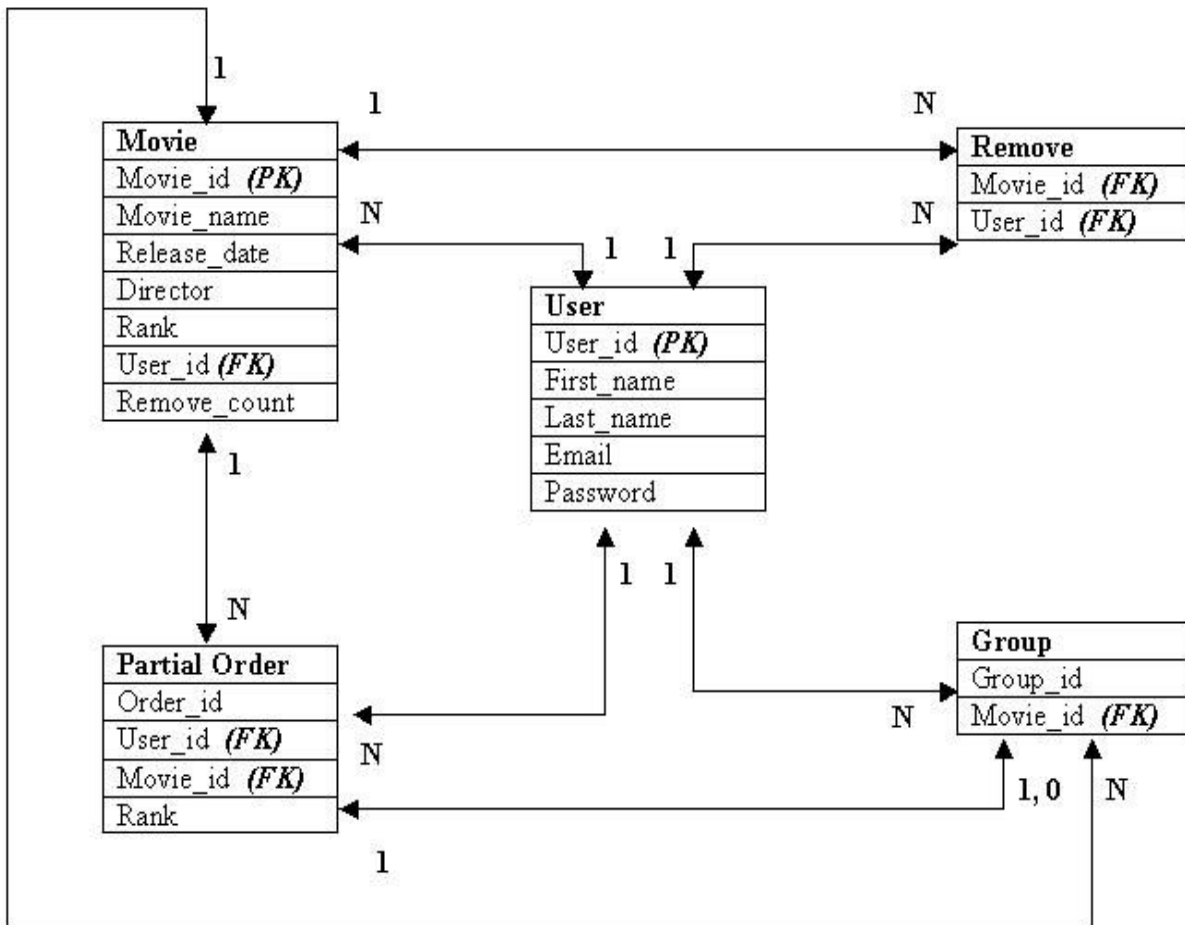 1
1
N
Movie
Movie_id (PK)
Movie_name
Release_date
Director
Rank
User_id (FK)
Remove_count
Remove
Movie_id (FK)
User_id (FK)
N
N
1
1
User
User_id (PK)
First_name
Last_name
Email
Password
1
N
1
1
Partial Order
Order_id
User_id (FK)
Movie_id (FK)
Rank
N
N
Group
Group_id
Movie_id (FK)
1, 0
N
1